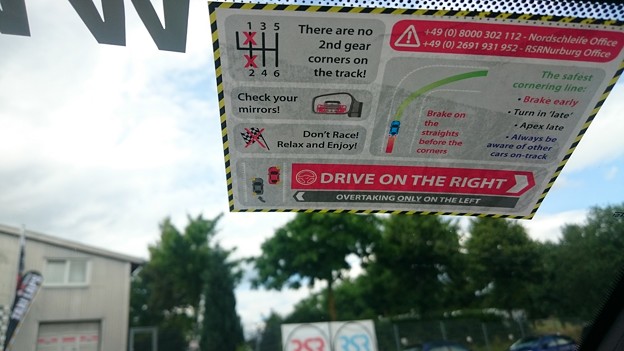 1 3 5
2 4 6
There are no
2nd gear
corners on
the track!
Check your
mirrors!
Don't Race!
Relax and Enjoy!
+49 (0) 8000 302 112 - Nordschleife Office
+49 (0) 2691 931 952 - RSRNurburg Office
The safest
cornering line:
• Brake early
• Turn in 'late'
• Apex late
• Always be
aware of other
cars on-track
Brake on
the
straights
before the
corners
DRIVE ON THE RIGHT
OVERTAKING ONLY ON THE LEFT